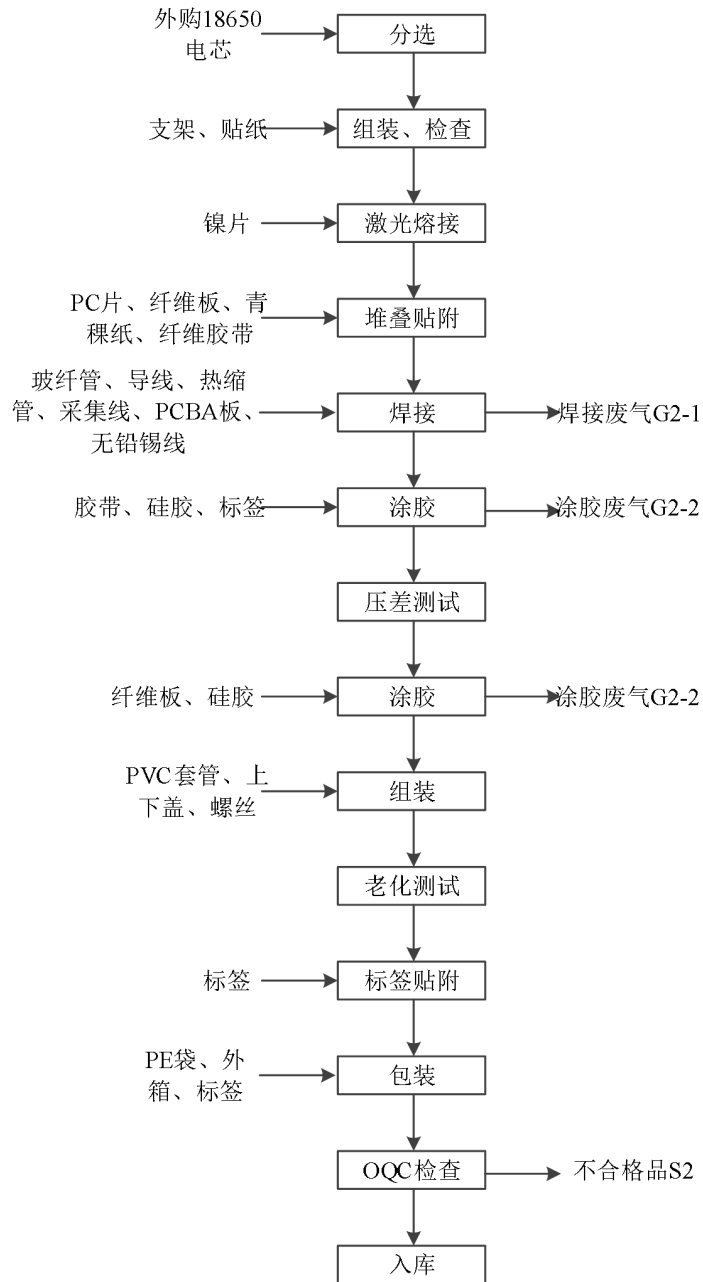 外购18650
电芯
分选
支架、贴纸
组装、检查
镍片
激光熔接
PC片、纤维板、青
稞纸、纤维胶带
堆叠贴附
玻纤管、导线、热缩
管、采集线、PCBA板、
无铅锡线
焊接
焊接废气G2-1
胶带、硅胶、标签
涂胶
涂胶废气G2-2
压差测试
纤维板、硅胶
涂胶
涂胶废气G2-2
PVC套管、上
下盖、螺丝
组装
老化测试
标签
标签贴附
PE袋、外
箱、标签
包装
OQC检查
不合格品S2
入库